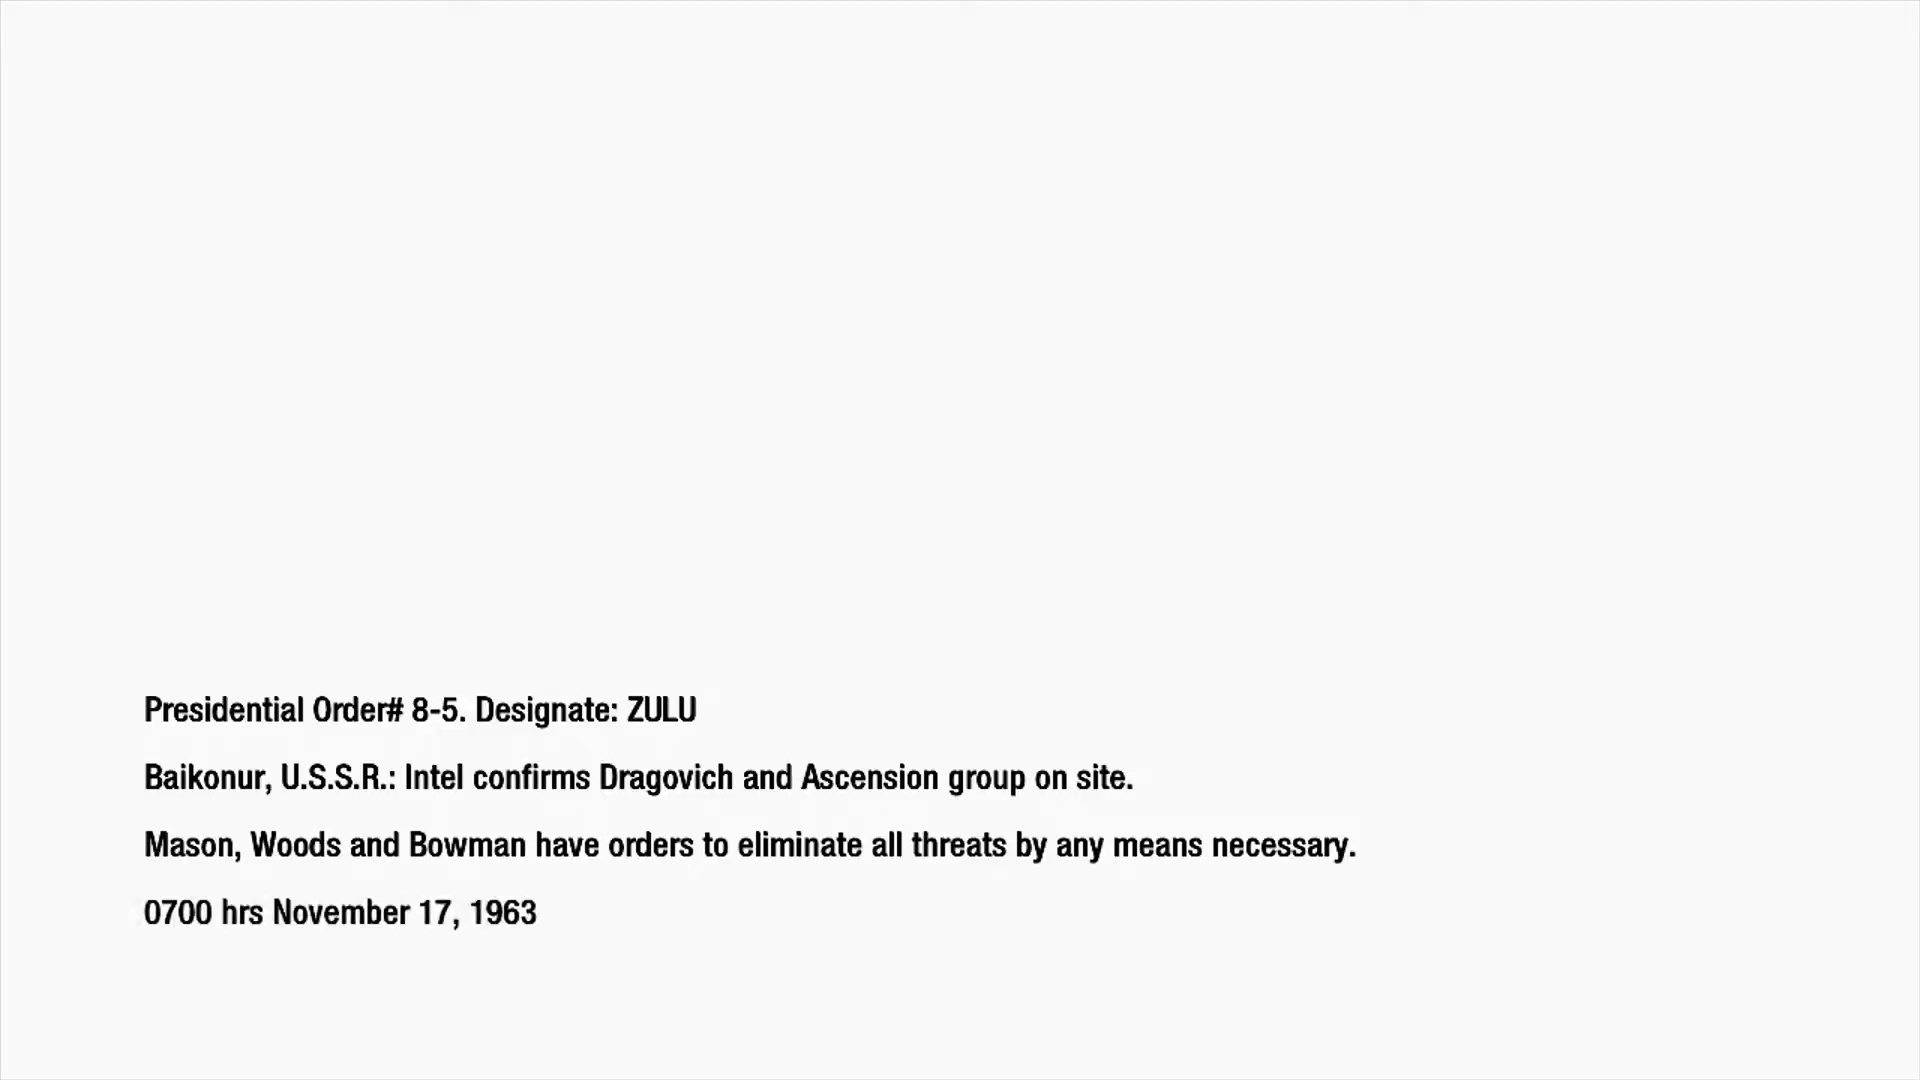 Presidential Order# 8-5. Designate: ZULU
Baikonur, U.S.S.R.: Intel confirms Dragovich and Ascension group on site.
Mason, Woods and Bowman have orders to eliminate all threats by any means necessary.
0700 hrs November 17, 1963